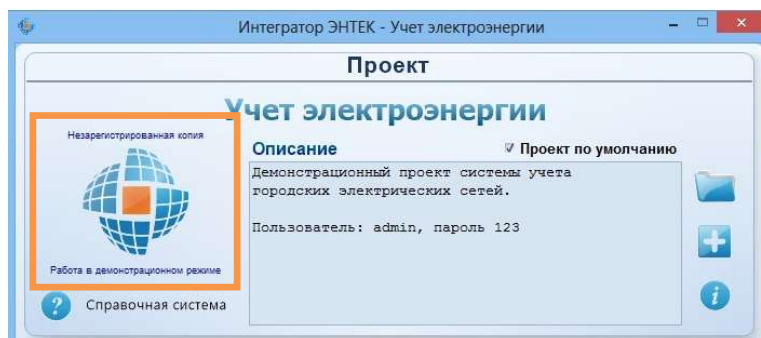 Интегратор ЭНТЕК - Учет электроэнергии
Проект
Учет электроэнергии
Незарегистрированная копия
Описание
Проект по умолчанию
Демонстрационный проект системы учета
городских электрических сетей.
Пользователь: admin, пароль 123
Работа в демонстрационном режиме
Справочная система